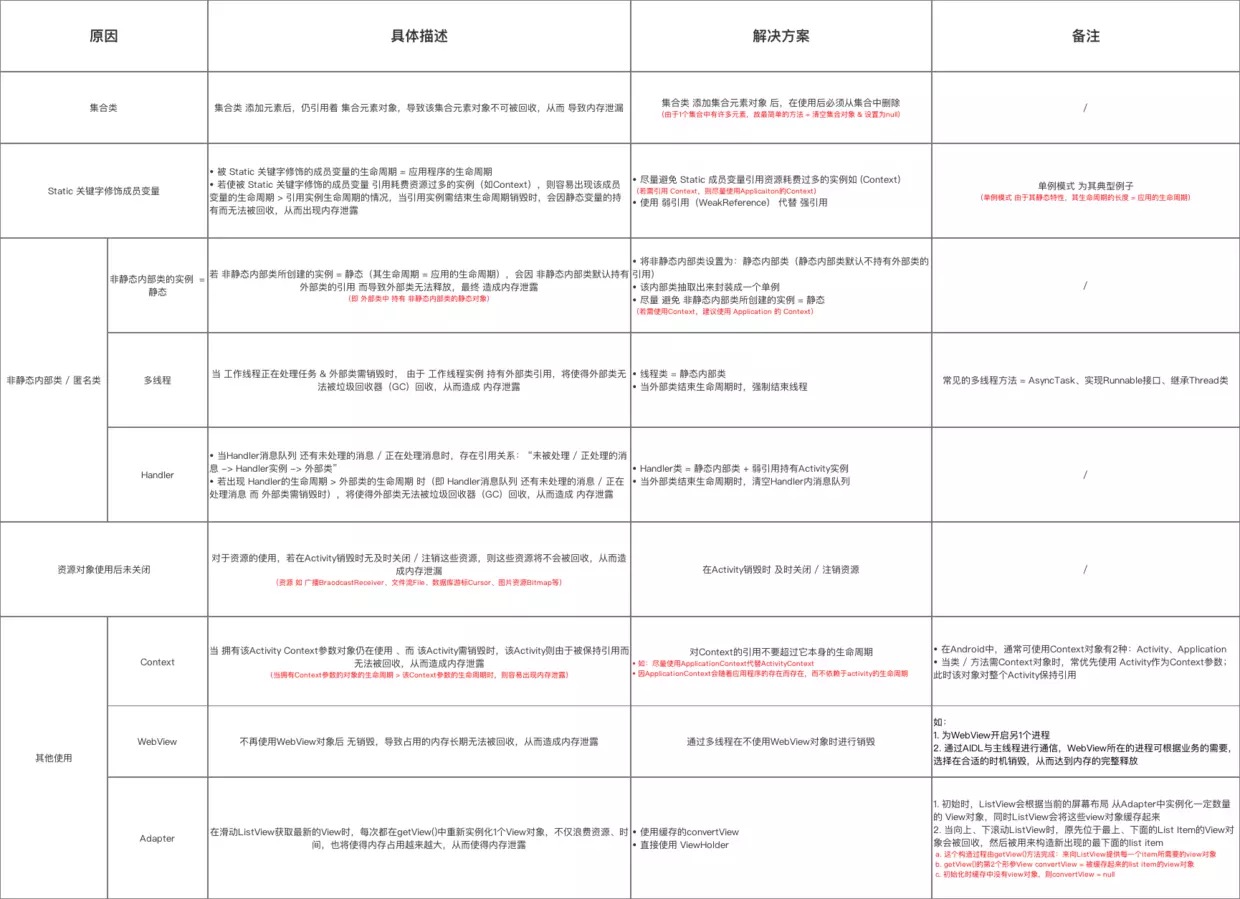 原因
具体描述
解决方案
备注
集合类
集合类 添加元素后，仍引用着 集合元素对象，导致该集合元素对象不可被回收，从而 导致内存泄漏
集合类 添加集合元素对象 后，在使用后必须从集合中删除
（由于1个集合中有许多元素，故最简单的方法 = 清空集合对象 & 设置为null）
/
Static 关键字修饰成员变量
• 被 Static 关键字修饰的成员变量的生命周期 = 应用程序的生命周期
• 若使被 Static 关键字修饰的成员变量 引用耗费资源过多的实例（如Context），则容易出现该成员
变量的生命周期 > 引用实例生命周期的情况，当引用实例需结束生命周期销毁时，会因静态变量的持
有而无法被回收，从而出现内存泄露
• 尽量避免 Static 成员变量引用资源耗费过多的实例如 (Context)
（若需引用 Context，则尽量使用Applicaiton的Context）
• 使用 弱引用（WeakReference） 代替 强引用
单例模式 为其典型例子
（单例模式 由于其静态特性，其生命周期的长度 = 应用的生命周期）
非静态内部类 / 匿名类
非静态内部类的实例 =
静态
若 非静态内部类所创建的实例 = 静态（其生命周期 = 应用的生命周期），会因 非静态内部类默认持有
外部类的引用 而导致外部类无法释放，最终 造成内存泄露
（即 外部类中 持有 非静态内部类的静态对象）
• 将非静态内部类设置为：静态内部类（静态内部类默认不持有外部类的
引用）
• 该内部类抽取出来封装成一个单例
• 尽量 避免 非静态内部类所创建的实例 = 静态
（若需使用Context，建议使用 Application 的 Context）
/
多线程
当 工作线程正在处理任务 & 外部类需销毁时， 由于 工作线程实例 持有外部类引用，将使得外部类无
法被垃圾回收器（GC）回收，从而造成 内存泄露
• 线程类 = 静态内部类
• 当外部类结束生命周期时，强制结束线程
常见的多线程方法 = AsyncTask、实现Runnable接口、继承Thread类
Handler
• 当Handler消息队列 还有未处理的消息 / 正在处理消息时，存在引用关系：“未被处理 / 正处理的消
息 -> Handler实例 -> 外部类”
• 若出现 Handler的生命周期 > 外部类的生命周期 时（即 Handler消息队列 还有未处理的消息 / 正在
处理消息 而 外部类需销毁时），将使得外部类无法被垃圾回收器（GC）回收，从而造成 内存泄露
• Handler类 = 静态内部类 + 弱引用持有Activity实例
• 当外部类结束生命周期时，清空Handler内消息队列
/
资源对象使用后未关闭
对于资源的使用，若在Activity销毁时无及时关闭 / 注销这些资源，则这些资源将不会被回收，从而造
成内存泄漏
（资源 如 广播BraodcastReceiver、文件流File、数据库游标Cursor、图片资源Bitmap等）
在Activity销毁时 及时关闭 / 注销资源
/
其他使用
Context
当 拥有该Activity Context参数对象仍在使用 、而 该Activity需销毁时，该Activity则由于被保持引用而
无法被回收，从而造成内存泄露
（当拥有Context参数的对象的生命周期 > 该Context参数的生命周期时，则容易出现内存泄露）
对Context的引用不要超过它本身的生命周期
• 如：尽量使用ApplicationContext代替ActivityContext
• 因ApplicationContext会随着应用程序的存在而存在，而不依赖于activity的生命周期
• 在Android中，通常可使用Context对象有2种：Activity、Application
• 当类 / 方法需Context对象时，常优先使用 Activity作为Context参数；
此时该对象对整个Activity保持引用
WebView
不再使用WebView对象后 无销毁，导致占用的内存长期无法被回收，从而造成内存泄露
通过多线程在不使用WebView对象时进行销毁
如：
1. 为WebView开启另1个进程
2. 通过AIDL与主线程进行通信，WebView所在的进程可根据业务的需要，
选择在合适的时机销毁，从而达到内存的完整释放
Adapter
在滑动ListView获取最新的View时，每次都在getView()中重新实例化1个View对象，不仅浪费资源、时
间，也将使得内存占用越来越大，从而使得内存泄露
• 使用缓存的convertView
• 直接使用 ViewHolder
1. 初始时，ListView会根据当前的屏幕布局 从Adapter中实例化一定数量
的 View对象，同时ListView会将这些view对象缓存起来
2. 当向上、下滚动ListView时，原先位于最上、下面的List Item的View对
象会被回收，然后被用来构造新出现的最下面的list item
a. 这个构造过程由getView()方法完成：来向ListView提供每一个item所需要的view对象
b. getView()的第2个形参View convertView = 被缓存起来的list item的view对象
c. 初始化时缓存中没有view对象，则convertView = null